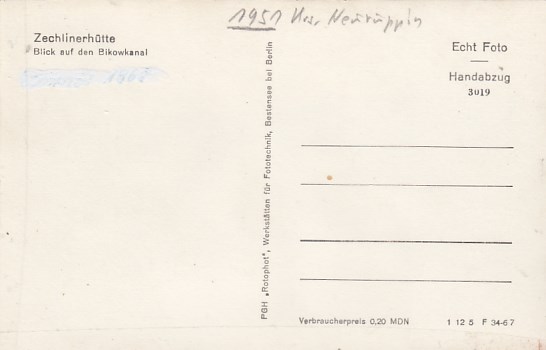 1951 Krs. Neuruppin
Zechlinerhütte
Blick auf den Bikowkanal
Echt Foto
Handabzug
3019
PGH „Rotophot", Werkstätten für Fototechnik, Bestensee bei Berlin
Verbraucherpreis 0,20 MDN
1 12 5 F 34-67